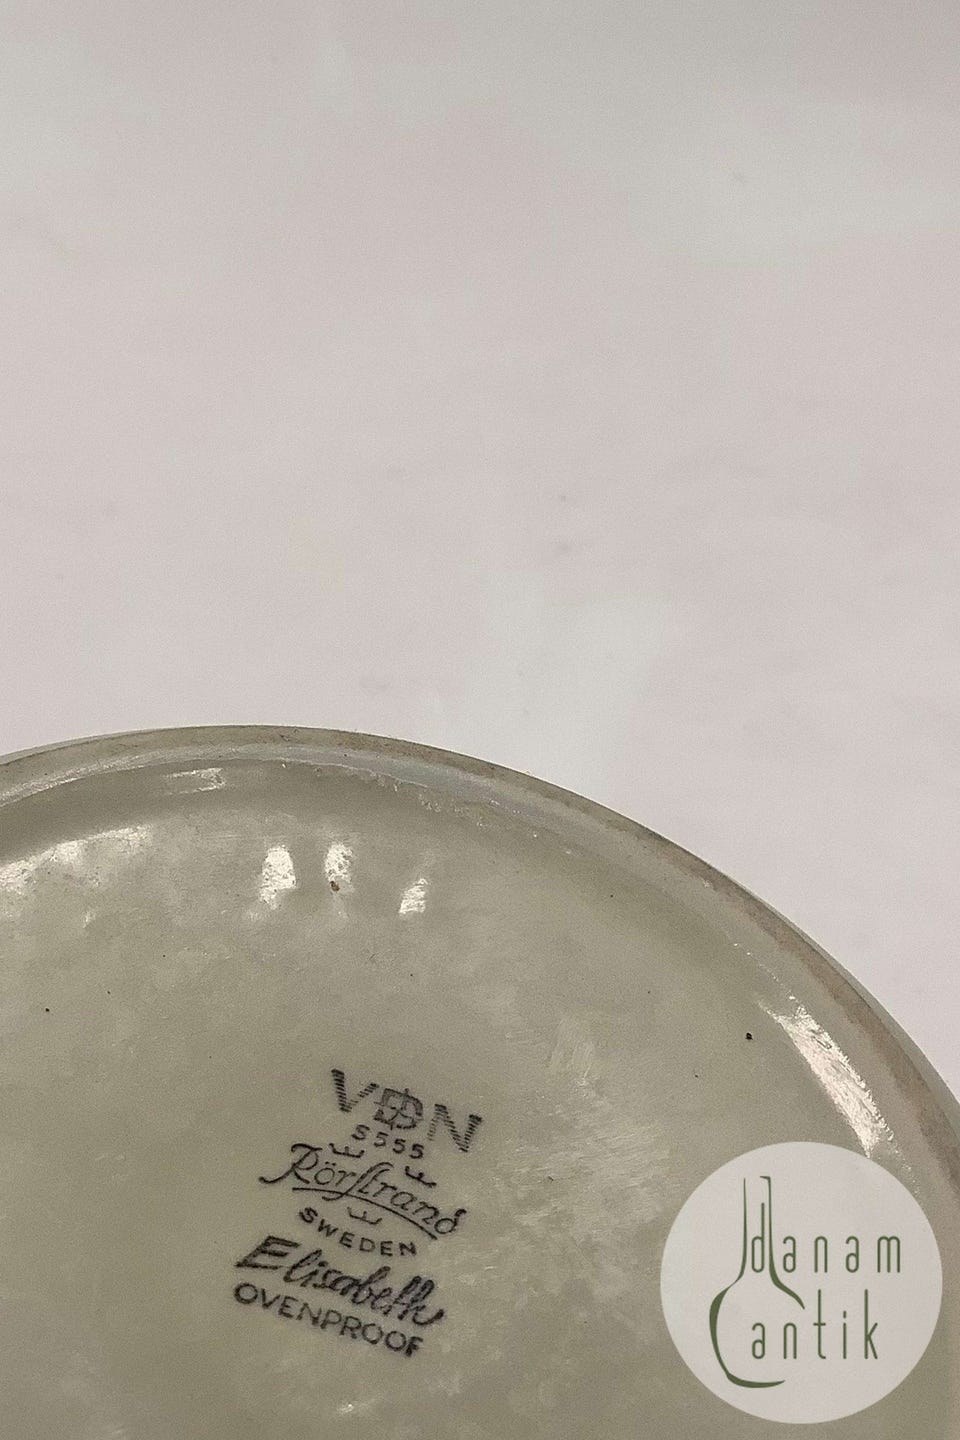 VDN
S555
Rörstrand
SWEDEN
Elisabeth
OVENPROOF
danam
antik